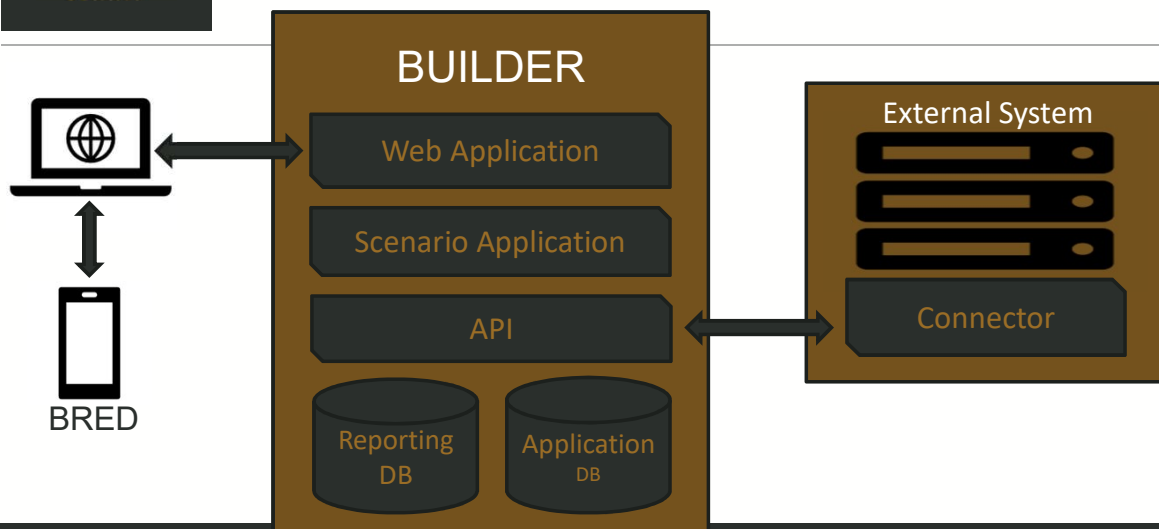 BUILDER
Web Application
Scenario Application
API
Reporting
DB
Application
DB
External System
Connector
BRED